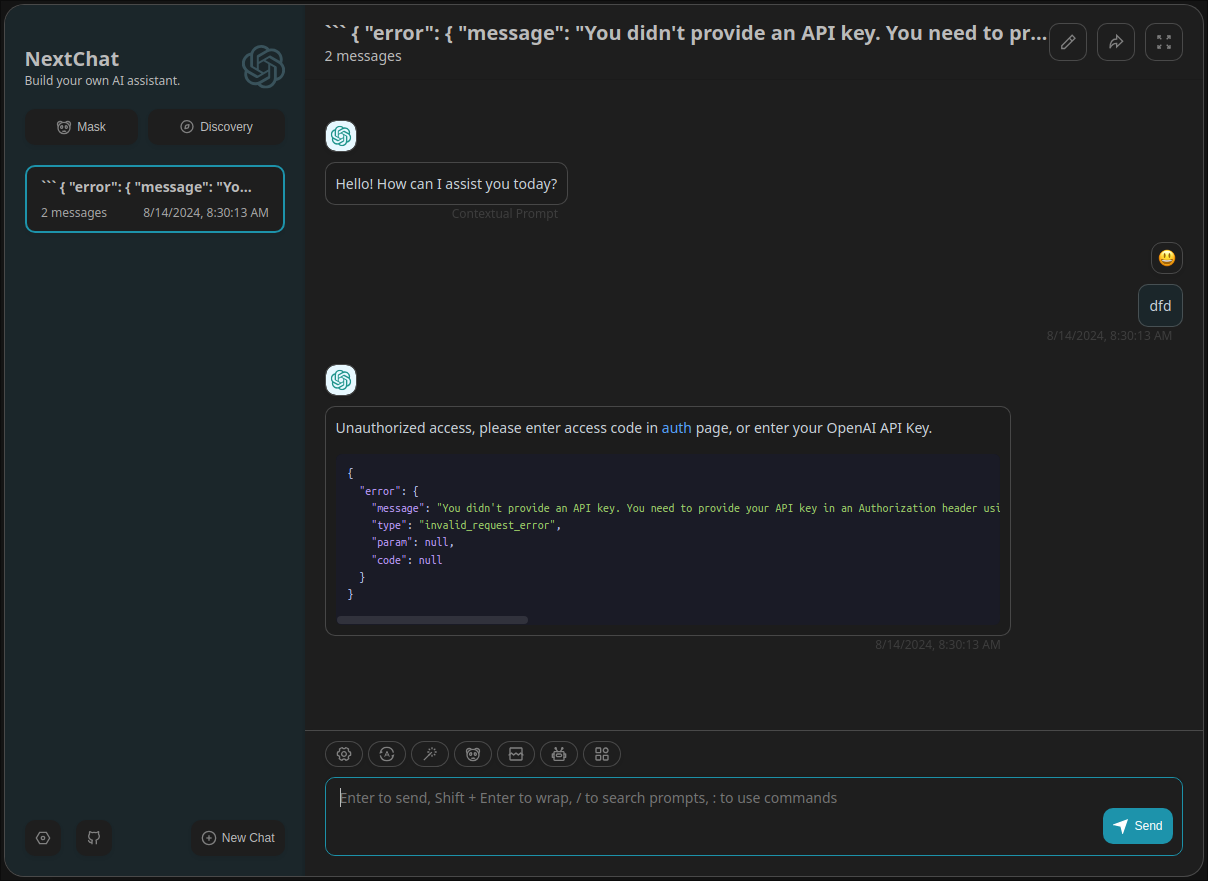 NextChat
Build your own AI assistant.
Mask
Discovery
``` { "error": { "message": "Yo...
2 messages
8/14/2024, 8:30:13 AM
New Chat
``` { "error": { "message": "You didn't provide an API key. You need to pr...
2 messages
Hello! How can I assist you today?
Contextual Prompt
dfd
8/14/2024, 8:30:13 AM
Unauthorized access, please enter access code in auth page, or enter your OpenAI API Key.
{
"error": {
"message": "You didn't provide an API key. You need to provide your API key in an Authorization header usi
"type": "invalid_request_error",
"param": null,
"code": null
}
}
8/14/2024, 8:30:13 AM
Enter to send, Shift + Enter to wrap, / to search prompts, : to use commands
Send